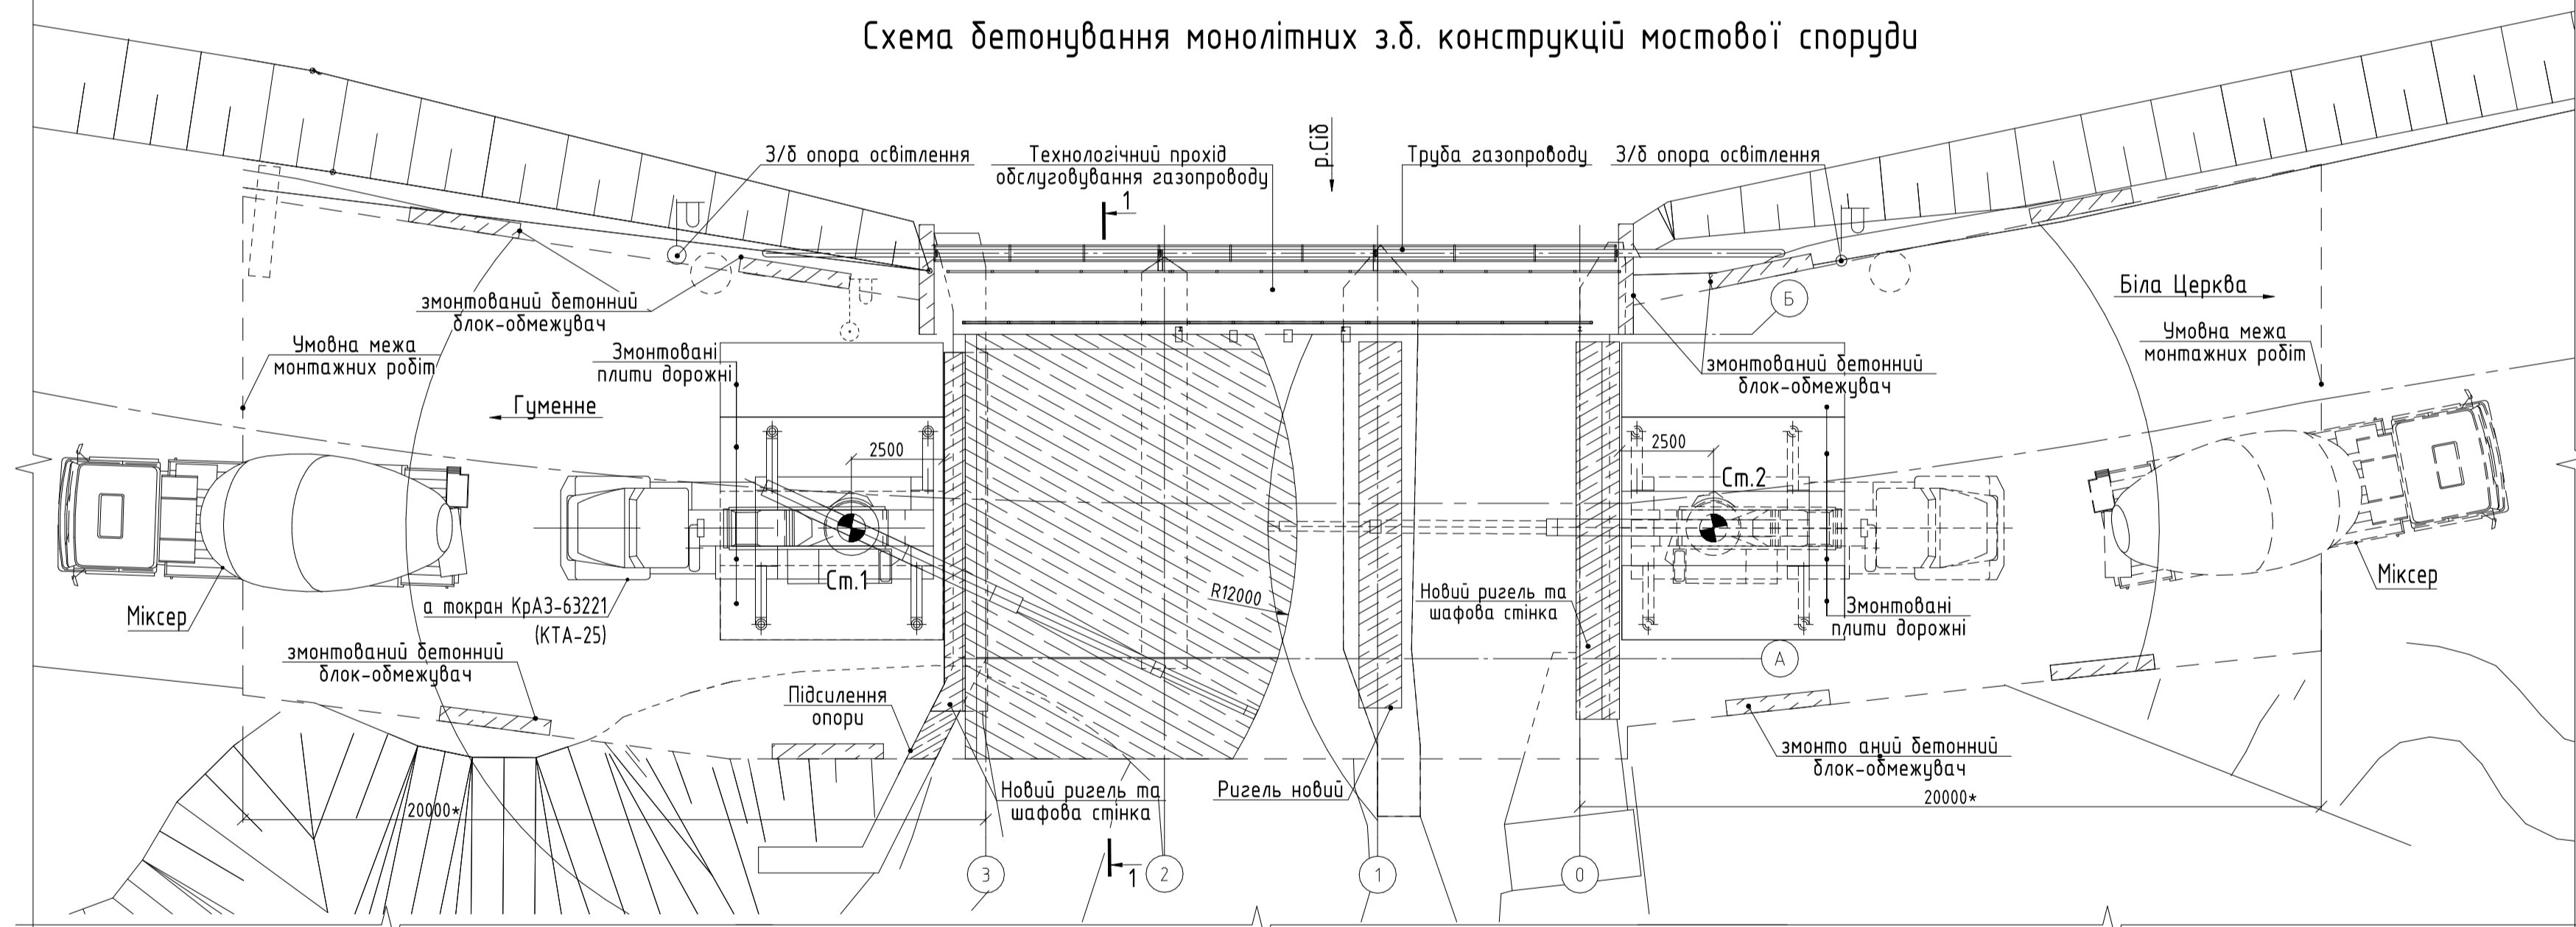 Схема бетонування монолітних з.б. конструкцій мостової споруди
З/б опора освітлення
Технологічний прохід
обслуговування газопроводу
р.Сіб
Труба газопроводу
З/б опора освітлення
1
змонтований бетонний
блок-обмежувач
Біла Церква
Б
Умовна межа
монтажних робіт
Змонтовані
плити дорожні
змонтований бетонний
блок-обмежувач
Умовна межа
монтажних робіт
Гуменне
2500
2500
Ст.2
Ст.1
R12000
Міксер
а токран КрАЗ-63221
(КТА-25)
Новий ригель та
шафова стінка
Змонтовані
плити дорожні
Міксер
змонтований бетонний
блок-обмежувач
А
Підсилення
опори
змонто аний бетонний
блок-обмежувач
Новий ригель та
шафова стінка
Ригель новий
20000*
20000*
3
2
1
0
1